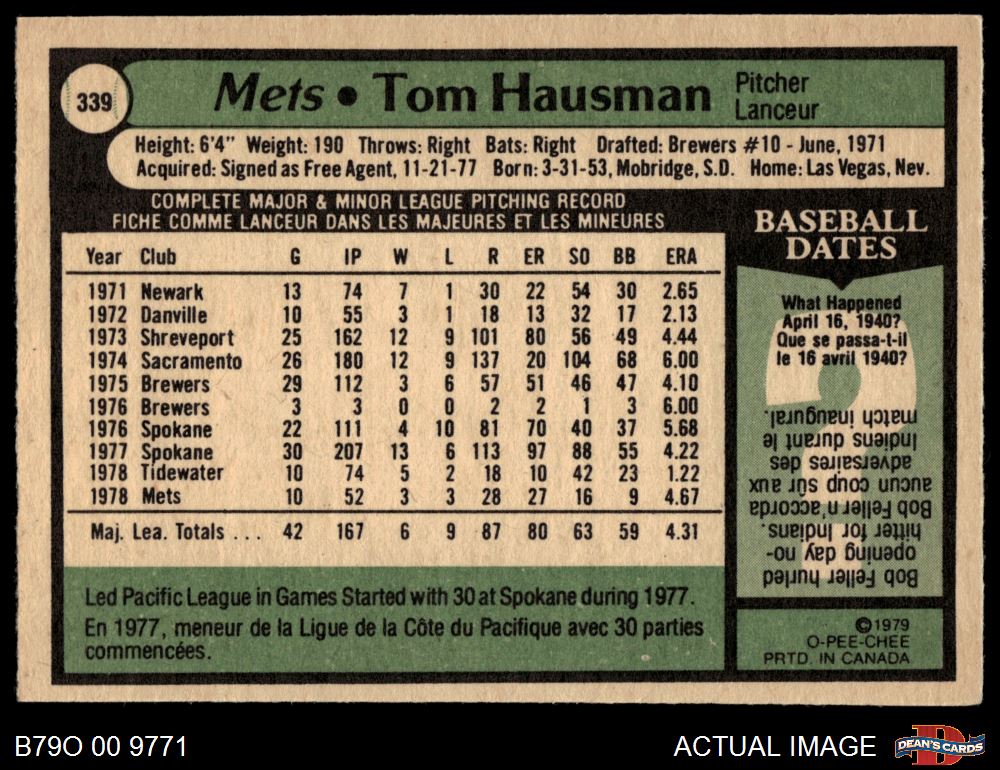 339
Mets • Tom Hausman Pitcher
Lanceur
Height: 6'4" Weight: 190 Throws: Right Bats: Right Drafted: Brewers #10 - June, 1971
Acquired: Signed as Free Agent, 11-21-77 Born: 3-31-53, Mobridge, S.D. Home: Las Vegas, Nev.
COMPLETE MAJOR & MINOR LEAGUE PITCHING RECORD
FICHE COMME LANCEUR DANS LES MAJEURES ET LES MINEURES
Year Club G IP W L R ER SO BB ERA
1971 Newark 13 74 7 1 30 22 54 30 2.65
1972 Danville 10 55 3 1 18 13 32 17 2.13
1973 Shreveport 25 162 12 9 101 80 56 49 4.44
1974 Sacramento 26 180 12 9 137 20 104 68 6.00
1975 Brewers 29 112 3 6 57 51 46 47 4.10
1976 Brewers 3 3 0 0 2 2 1 3 6.00
1976 Spokane 22 111 4 10 81 70 40 37 5.68
1977 Spokane 30 207 13 6 113 97 88 55 4.22
1978 Tidewater 10 74 5 2 18 10 42 23 1.22
1978 Mets 10 52 3 3 28 27 16 9 4.67
Maj. Lea. Totals . . . 42 167 6 9 87 80 63 59 4.31
Led Pacific League in Games Started with 30 at Spokane during 1977.
En 1977, meneur de la Ligue de la Côte du Pacifique avec 30 parties
commencées.
BASEBALL
DATES
What Happened
April 16, 1940?
Que se passa-t-il
le 16 avril 1940?
Bob Feller hurled
opening day no-
hitter for Indians.
Bob Feller n'accorda
aucun coup sûr aux
adversaires des
Indiens durant le
match inaugural.
©1979
O-PEE-CHEE
PRTD. IN CANADA
B79O 00 9771
ACTUAL IMAGE
DEAN'S CARDS